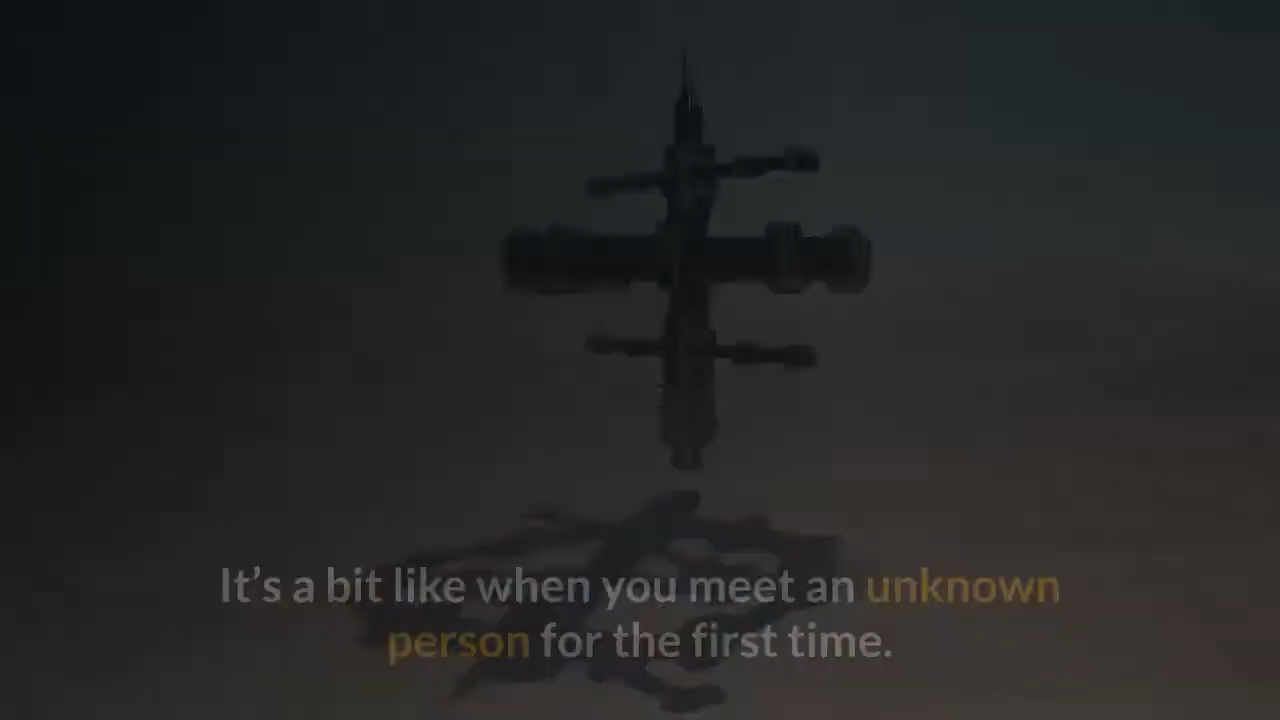 It’s a bit like when you meet an unknown
person for the first time.